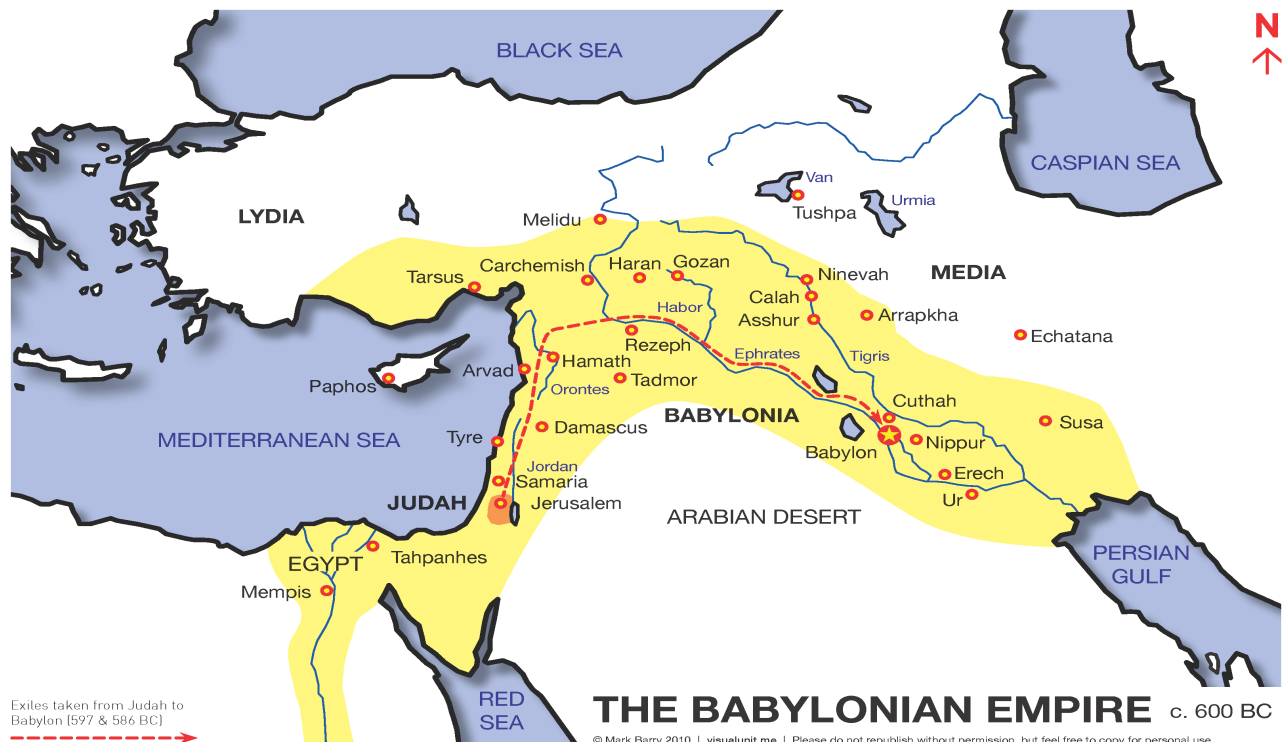 N
BLACK SEA
CASPIAN SEA
Van
Tushpa
Urmia
LYDIA
Melidu
MEDIA
Tarsus
Carchemish
Haran
Gozan
Ninevah
Calah
Asshur
Arrapkha
Habor
Echatana
Rezeph
Ephrates
Tigris
Hamath
Arvad
Tadmor
Orontes
Paphos
Cuthah
BABYLONIA
Susa
MEDITERRANEAN SEA
Tyre
Damascus
Babylon
Nippur
Jordan
Samaria
Erech
JUDAH
Jerusalem
Ur
ARABIAN DESERT
EGYPT
Tahpanhes
PERSIAN
GULF
Mempis
RED
SEA
Exiles taken from Judah to
Babylon (597 & 586 BC)
THE BABYLONIAN EMPIRE c. 600 BC
© Mark Barry 2010 | visualunit.me | Please do not republish without permission, but feel free to copy for personal use